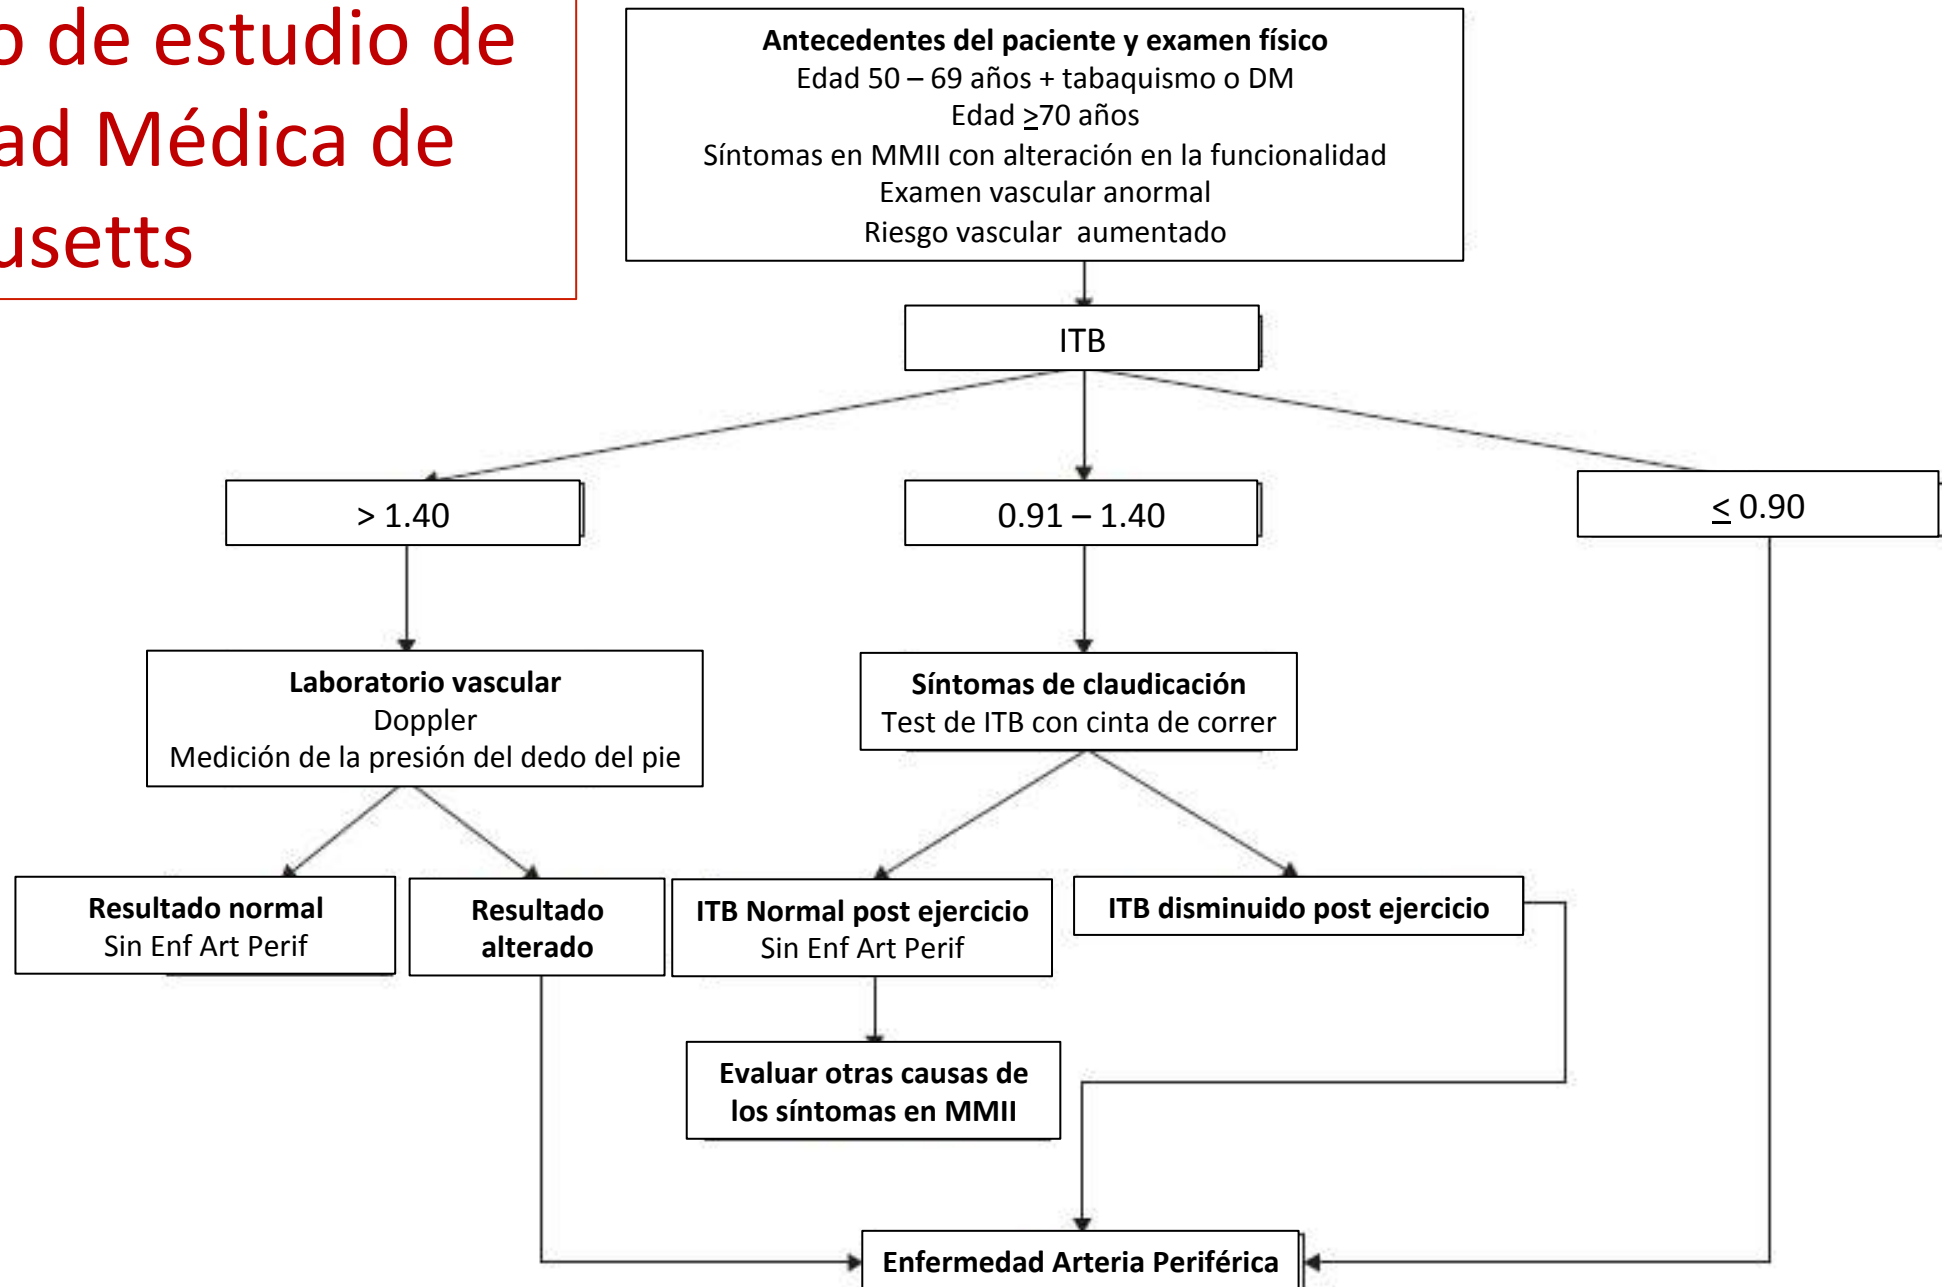 o de estudio de
ad Médica de
usetts
Antecedentes del paciente y examen físico
Edad 50 – 69 años + tabaquismo o DM
Edad ≥70 años
Síntomas en MMII con alteración en la funcionalidad
Examen vascular anormal
Riesgo vascular aumentado
ITB
> 1.40
0.91 – 1.40
≤ 0.90
Laboratorio vascular
Doppler
Medición de la presión del dedo del pie
Síntomas de claudicación
Test de ITB con cinta de correr
Resultado normal
Sin Enf Art Perif
Resultado
alterado
ITB Normal post ejercicio
Sin Enf Art Perif
ITB disminuido post ejercicio
Evaluar otras causas de
los síntomas en MMII
Enfermedad Arteria Periférica